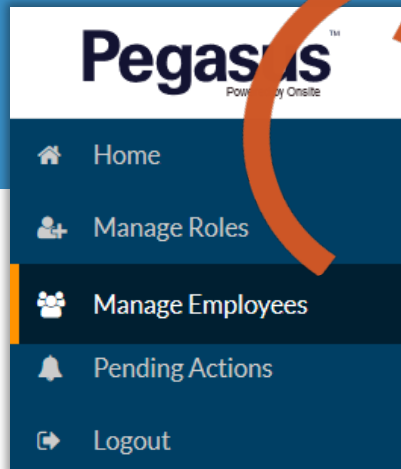 Pegasus
TM
Powered by Onsite
Home
Manage Roles
Manage Employees
Pending Actions
Logout